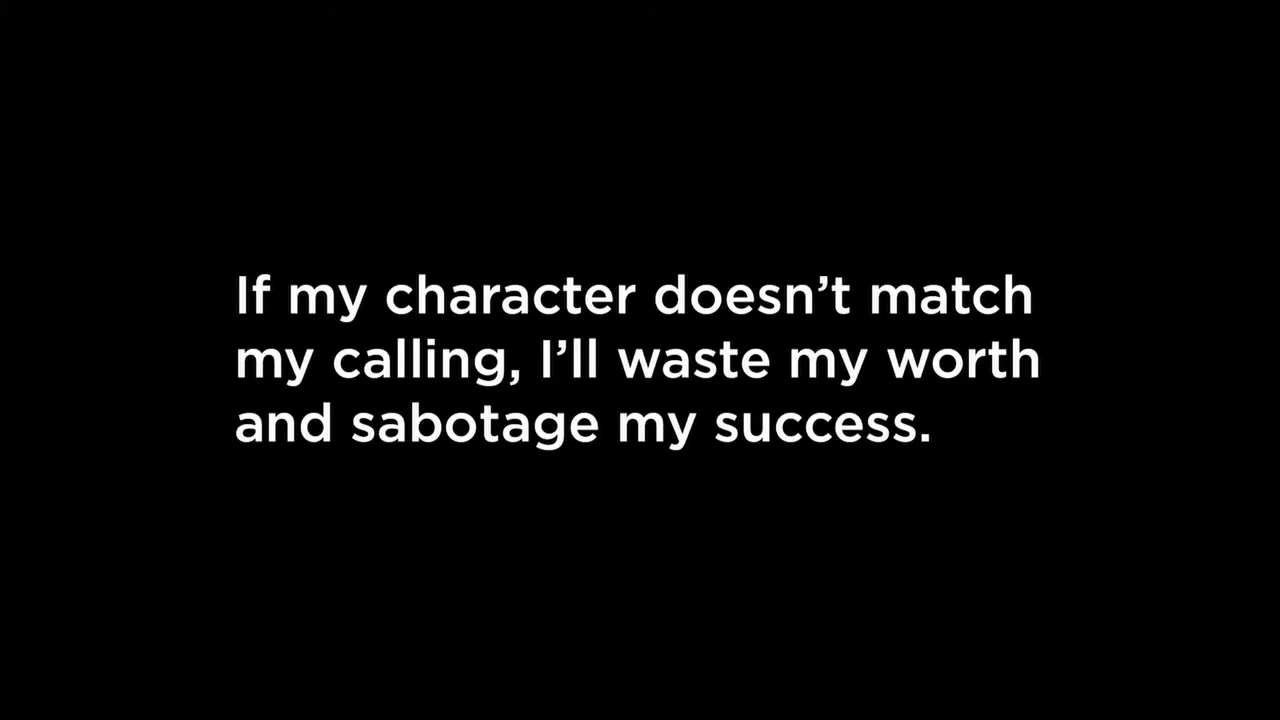 If my character doesn’t match
my calling, I’ll waste my worth
and sabotage my success.